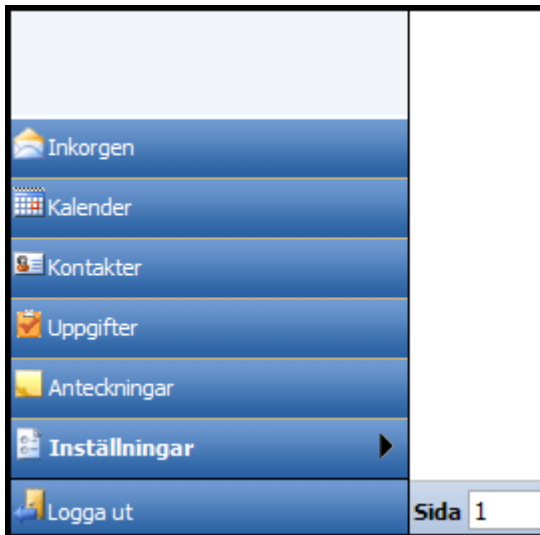 Inkorgen
Kalender
Kontakter
Uppgifter
Anteckningar
Inställningar
Logga ut
Sida 1